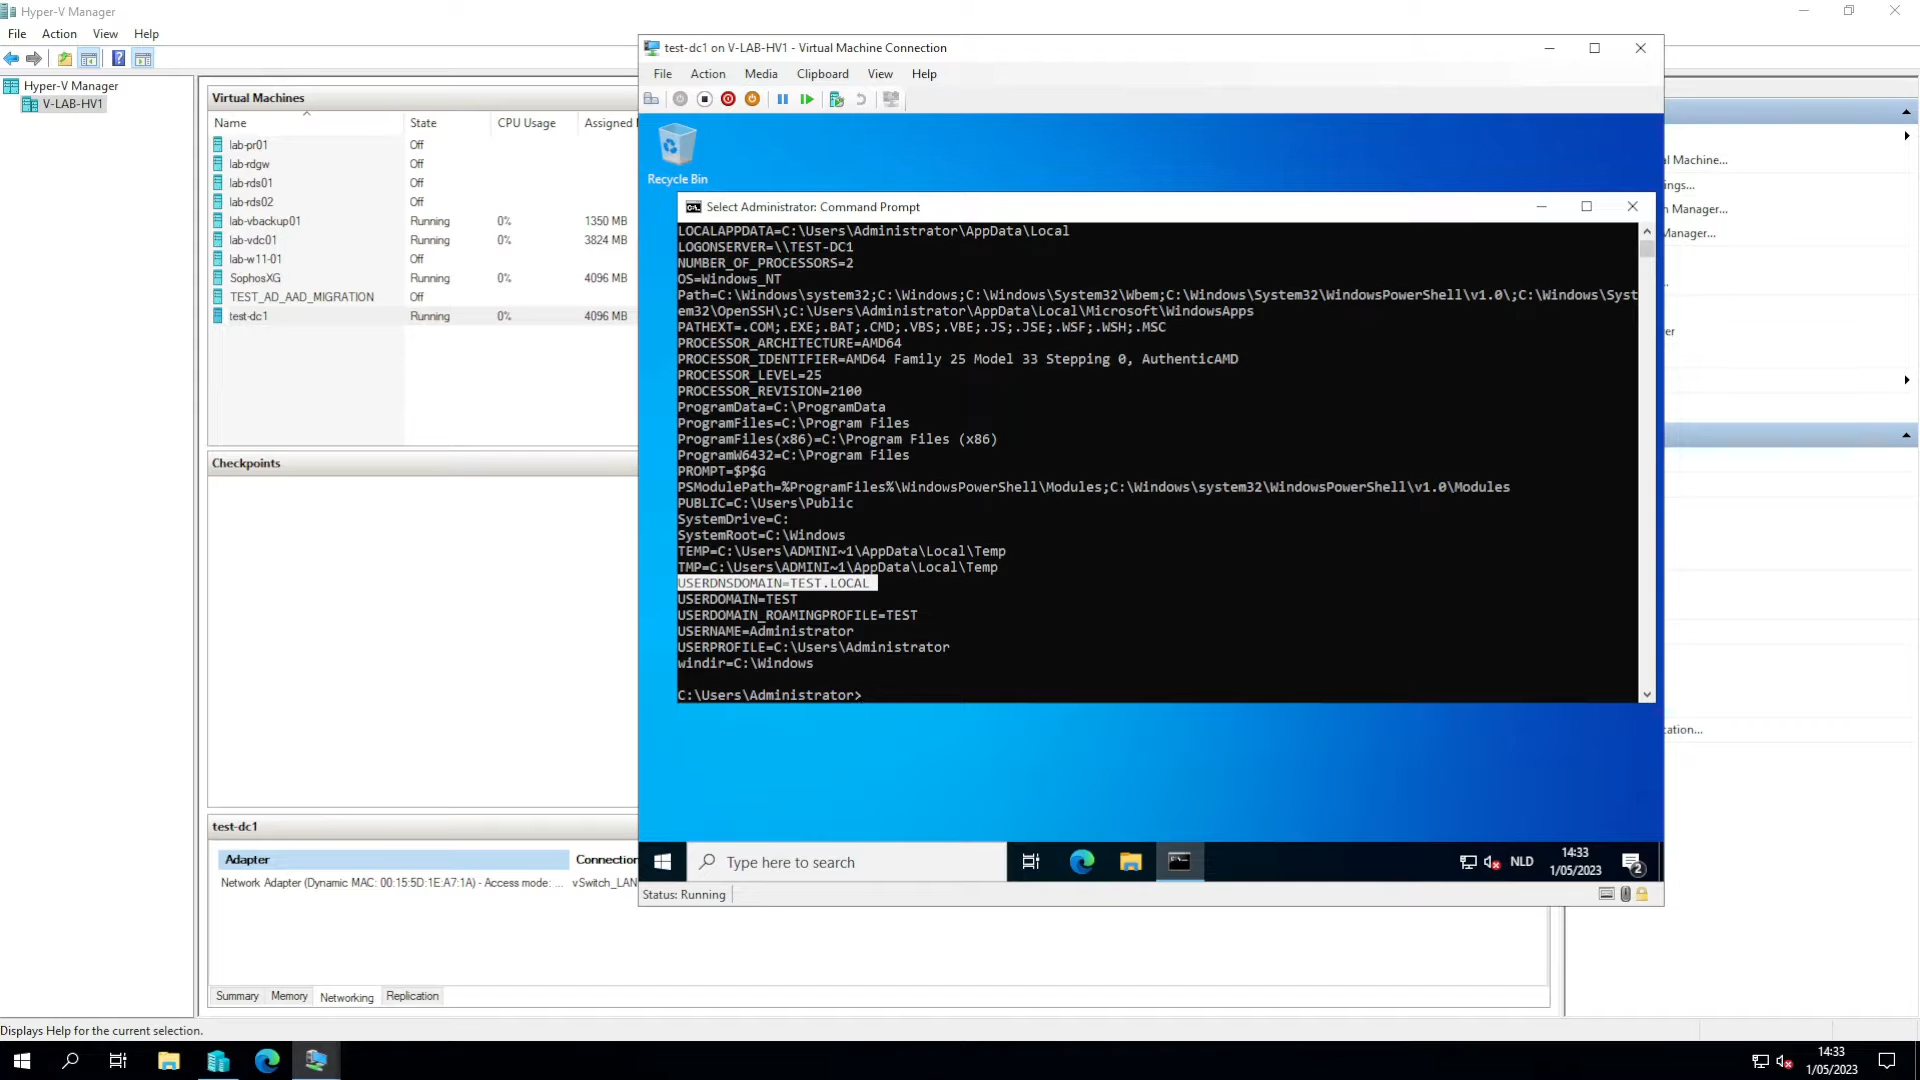 Hyper-V Manager
File Action View Help
Hyper-V Manager
V-LAB-HV1
Virtual Machines
Name State CPU Usage Assigned
lab-pr01 Off
lab-rdgw Off
lab-rds01 Off
lab-rds02 Off
lab-vbackup01 Running 0% 1350 MB
lab-vdc01 Running 0% 3824 MB
lab-w11-01 Off
SophosXG Running 0% 4096 MB
TEST_AD_AAD_MIGRATION Off
test-dc1 Running 0% 4096 MB
Checkpoints
test-dc1
Adapter Connection
Network Adapter (Dynamic MAC: 00:15:5D:1E:A7:1A) - Access mode: ... vSwitch_LAN
Summary Memory Networking Replication
Displays Help for the current selection.
test-dc1 on V-LAB-HV1 - Virtual Machine Connection
File Action Media Clipboard View Help
Recycle Bin
Select Administrator: Command Prompt
LOCALAPPDATA=C:\Users\Administrator\AppData\Local
LOGONSERVER=\\TEST-DC1
NUMBER_OF_PROCESSORS=2
OS=Windows_NT
Path=C:\Windows\system32;C:\Windows;C:\Windows\System32\Wbem;C:\Windows\System32\WindowsPowerShell\v1.0\;C:\Windows\Syst
em32\OpenSSH\;C:\Users\Administrator\AppData\Local\Microsoft\WindowsApps
PATHEXT=.COM;.EXE;.BAT;.CMD;.VBS;.VBE;.JS;.JSE;.WSF;.WSH;.MSC
PROCESSOR_ARCHITECTURE=AMD64
PROCESSOR_IDENTIFIER=AMD64 Family 25 Model 33 Stepping 0, AuthenticAMD
PROCESSOR_LEVEL=25
PROCESSOR_REVISION=2100
ProgramData=C:\ProgramData
ProgramFiles=C:\Program Files
ProgramFiles(x86)=C:\Program Files (x86)
ProgramW6432=C:\Program Files
PROMPT=$P$G
PSModulePath=%ProgramFiles%\WindowsPowerShell\Modules;C:\Windows\system32\WindowsPowerShell\v1.0\Modules
PUBLIC=C:\Users\Public
SystemDrive=C:
SystemRoot=C:\Windows
TEMP=C:\Users\ADMINI~1\AppData\Local\Temp
TMP=C:\Users\ADMINI~1\AppData\Local\Temp
USERDNSDOMAIN=TEST.LOCAL
USERDOMAIN=TEST
USERDOMAIN_ROAMINGPROFILE=TEST
USERNAME=Administrator
USERPROFILE=C:\Users\Administrator
windir=C:\Windows
C:\Users\Administrator>
Type here to search
NLD
14:33
1/05/2023
2
Status: Running
al Machine...
ngs...
Manager...
Manager...
er
ation...
14:33
1/05/2023